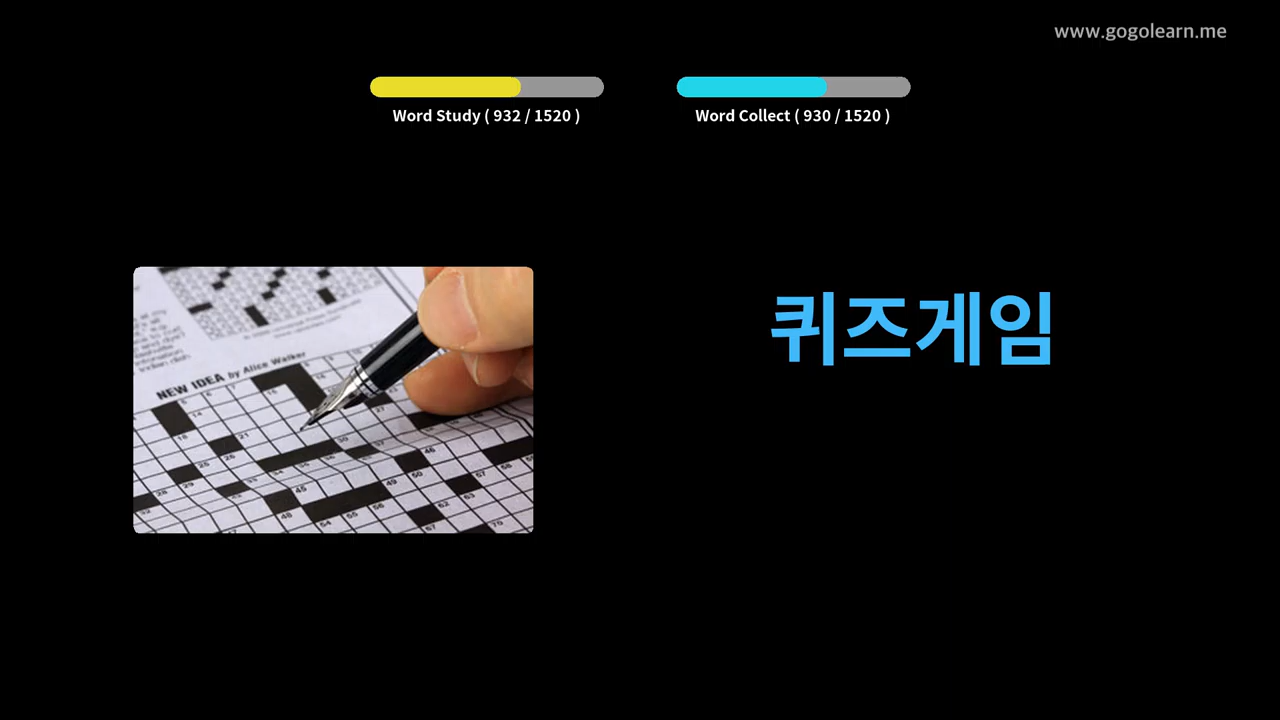 www.gogolearn.me
Word Study ( 932 / 1520 )
Word Collect ( 930 / 1520 )
퀴즈게임
NEW IDEA by Alice Walker